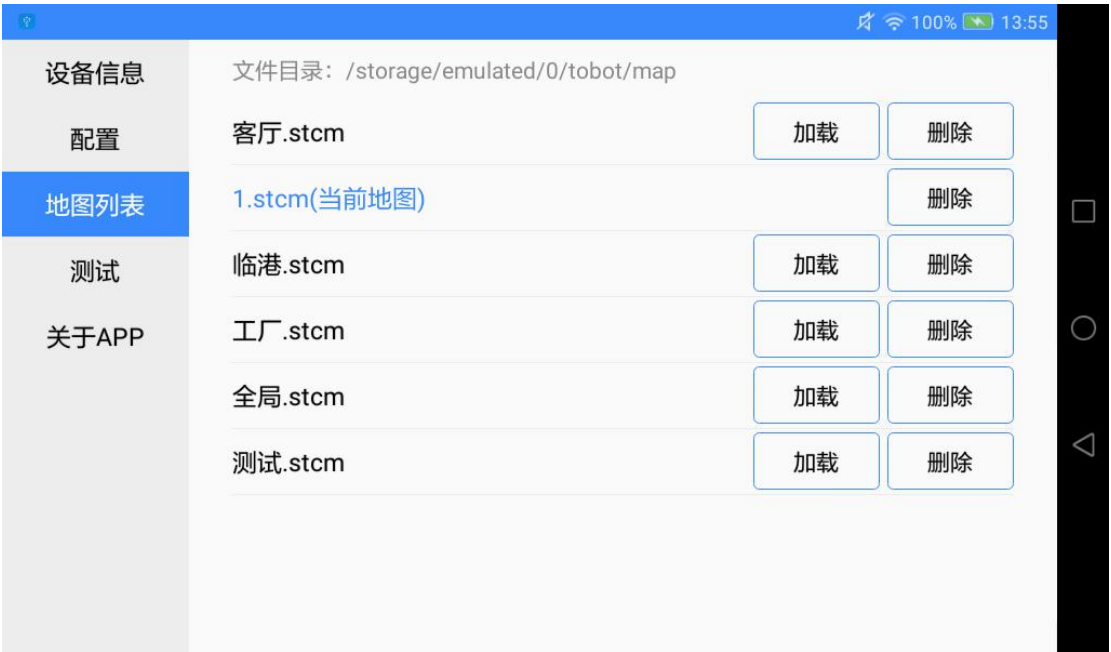 100% 13:55
设备信息
配置
地图列表
测试
关于APP
文件目录：/storage/emulated/0/tobot/map
客厅.stcm 加载 删除
1.stcm(当前地图) 删除
临港.stcm 加载 删除
工厂.stcm 加载 删除
全局.stcm 加载 删除
测试.stcm 加载 删除